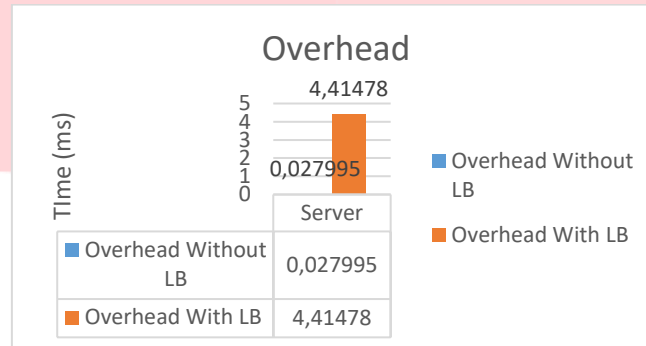 Overhead
4,41478
5
4
3
2
1
0
TIme (ms)
0,027995
Server
Overhead Without
LB
0,027995
Overhead With LB
4,41478
Overhead Without
LB
Overhead With LB